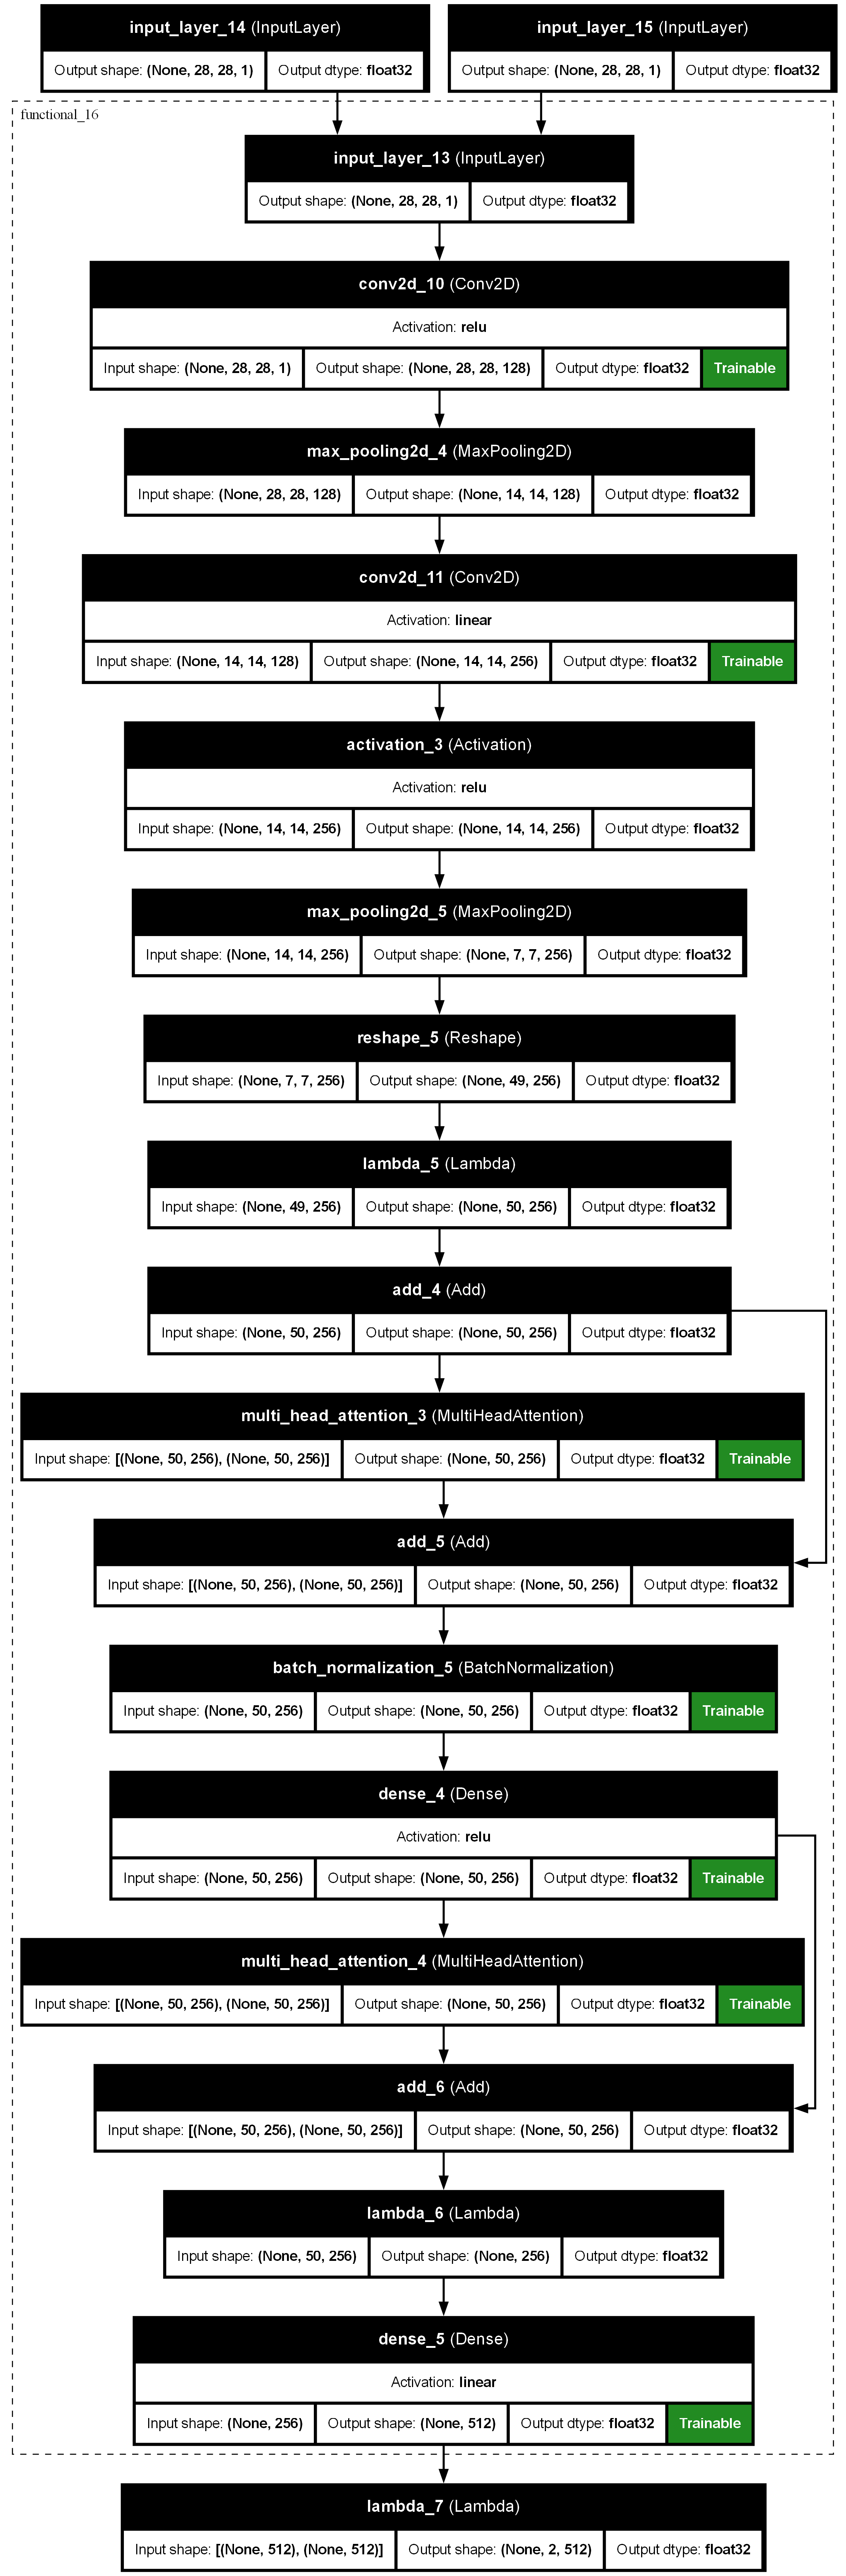 input_layer_14 (InputLayer)
Output shape: (None, 28, 28, 1) Output dtype: float32
input_layer_15 (InputLayer)
Output shape: (None, 28, 28, 1) Output dtype: float32
functional_16
input_layer_13 (InputLayer)
Output shape: (None, 28, 28, 1) Output dtype: float32
conv2d_10 (Conv2D)
Activation: relu
Input shape: (None, 28, 28, 1) Output shape: (None, 28, 28, 128) Output dtype: float32 Trainable
max_pooling2d_4 (MaxPooling2D)
Input shape: (None, 28, 28, 128) Output shape: (None, 14, 14, 128) Output dtype: float32
conv2d_11 (Conv2D)
Activation: linear
Input shape: (None, 14, 14, 128) Output shape: (None, 14, 14, 256) Output dtype: float32 Trainable
activation_3 (Activation)
Activation: relu
Input shape: (None, 14, 14, 256) Output shape: (None, 14, 14, 256) Output dtype: float32
max_pooling2d_5 (MaxPooling2D)
Input shape: (None, 14, 14, 256) Output shape: (None, 7, 7, 256) Output dtype: float32
reshape_5 (Reshape)
Input shape: (None, 7, 7, 256) Output shape: (None, 49, 256) Output dtype: float32
lambda_5 (Lambda)
Input shape: (None, 49, 256) Output shape: (None, 50, 256) Output dtype: float32
add_4 (Add)
Input shape: (None, 50, 256) Output shape: (None, 50, 256) Output dtype: float32
multi_head_attention_3 (MultiHeadAttention)
Input shape: [(None, 50, 256), (None, 50, 256)] Output shape: (None, 50, 256) Output dtype: float32 Trainable
add_5 (Add)
Input shape: [(None, 50, 256), (None, 50, 256)] Output shape: (None, 50, 256) Output dtype: float32
batch_normalization_5 (BatchNormalization)
Input shape: (None, 50, 256) Output shape: (None, 50, 256) Output dtype: float32 Trainable
dense_4 (Dense)
Activation: relu
Input shape: (None, 50, 256) Output shape: (None, 50, 256) Output dtype: float32 Trainable
multi_head_attention_4 (MultiHeadAttention)
Input shape: [(None, 50, 256), (None, 50, 256)] Output shape: (None, 50, 256) Output dtype: float32 Trainable
add_6 (Add)
Input shape: [(None, 50, 256), (None, 50, 256)] Output shape: (None, 50, 256) Output dtype: float32
lambda_6 (Lambda)
Input shape: (None, 50, 256) Output shape: (None, 256) Output dtype: float32
dense_5 (Dense)
Activation: linear
Input shape: (None, 256) Output shape: (None, 512) Output dtype: float32 Trainable
lambda_7 (Lambda)
Input shape: [(None, 512), (None, 512)] Output shape: (None, 2, 512) Output dtype: float32